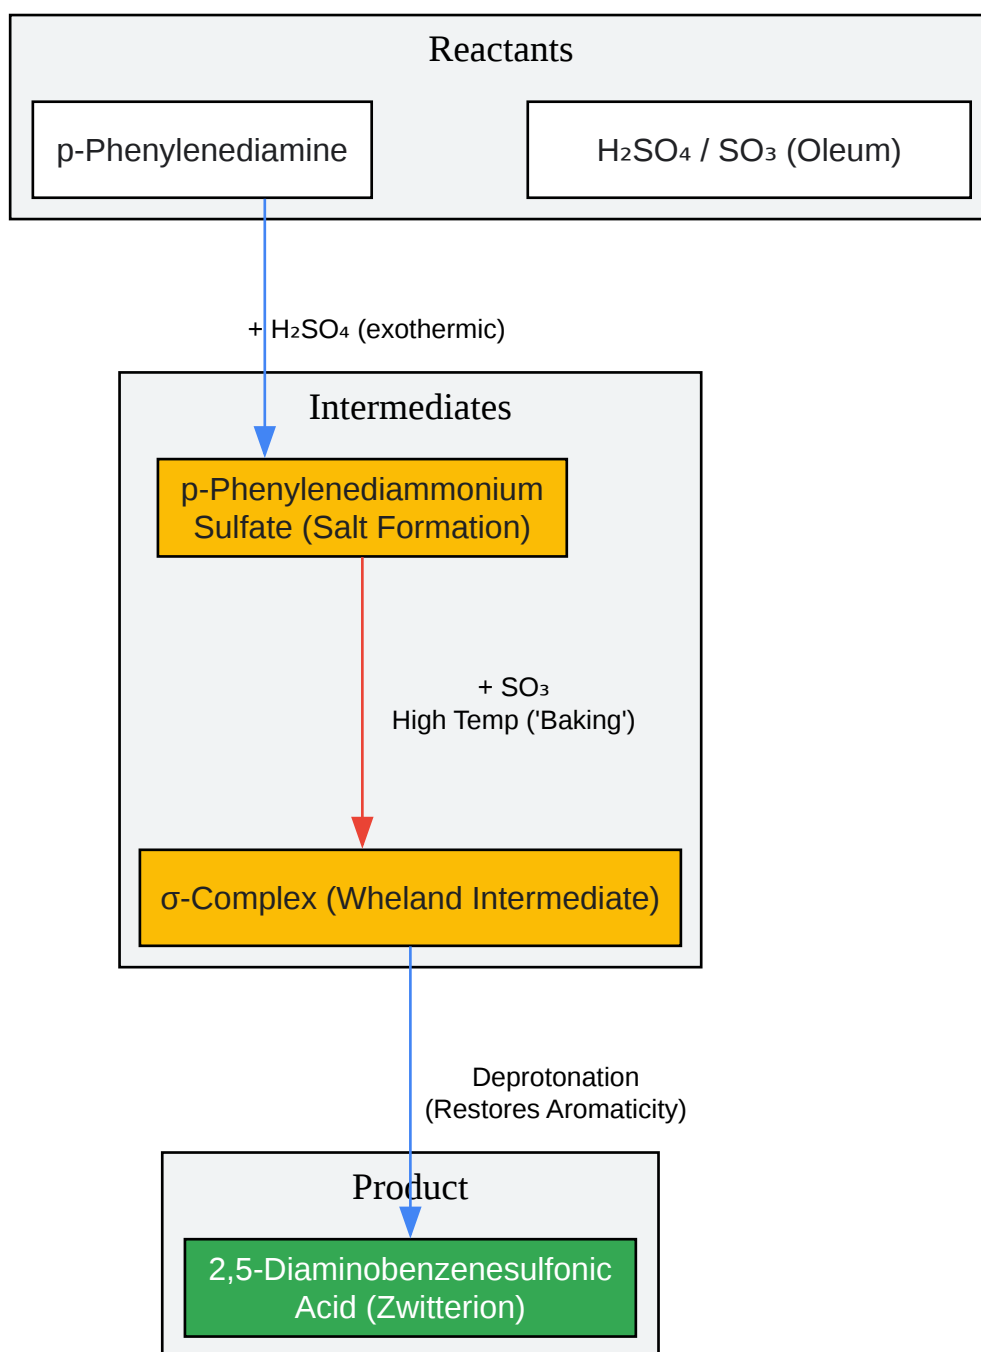 Reactants
p-Phenylenediamine
H₂SO₄ / SO₃ (Oleum)
+ H₂SO₄ (exothermic)
Intermediates
p-Phenylenediammonium
Sulfate (Salt Formation)
+ SO₃
High Temp ('Baking')
σ-Complex (Wheland Intermediate)
Deprotonation
(Restores Aromaticity)
Product
2,5-Diaminobenzenesulfonic
Acid (Zwitterion)